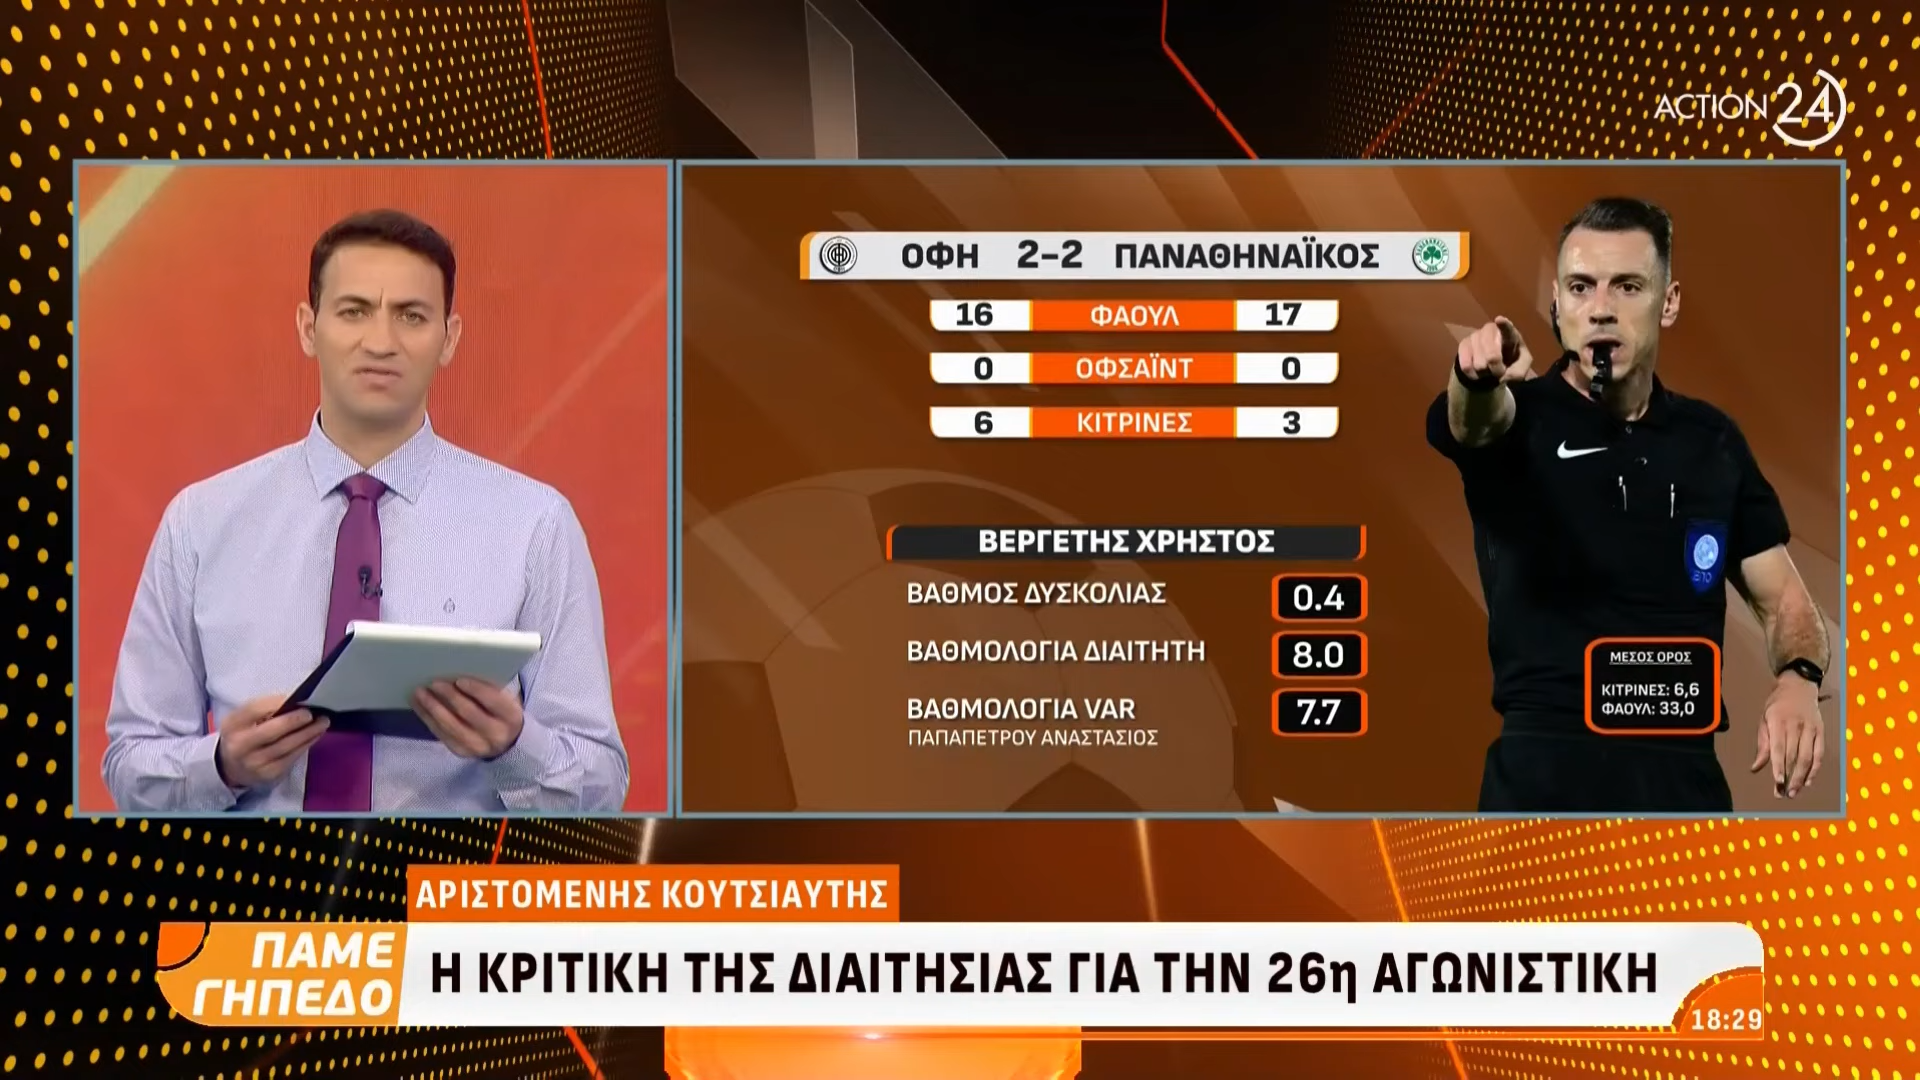 ACTION 24
ΟΦΗ 2-2 ΠΑΝΑΘΗΝΑΪΚΟΣ
16 ΦΑΟΥΛ 17
0 ΟΦΣΑΪΝΤ 0
6 ΚΙΤΡΙΝΕΣ 3
ΒΕΡΓΕΤΗΣ ΧΡΗΣΤΟΣ
ΒΑΘΜΟΣ ΔΥΣΚΟΛΙΑΣ 0.4
ΒΑΘΜΟΛΟΓΙΑ ΔΙΑΙΤΗΤΗ 8.0
ΒΑΘΜΟΛΟΓΙΑ VAR 7.7
ΠΑΠΑΠΕΤΡΟΥ ΑΝΑΣΤΑΣΙΟΣ
ΜΕΣΟΣ ΟΡΟΣ
ΚΙΤΡΙΝΕΣ: 6,6
ΦΑΟΥΛ: 33,0
ΑΡΙΣΤΟΜΕΝΗΣ ΚΟΥΤΣΙΑΥΤΗΣ
ΠΑΜΕ
ΓΗΠΕΔΟ
Η ΚΡΙΤΙΚΗ ΤΗΣ ΔΙΑΙΤΗΣΙΑΣ ΓΙΑ ΤΗΝ 26η ΑΓΩΝΙΣΤΙΚΗ
18:29